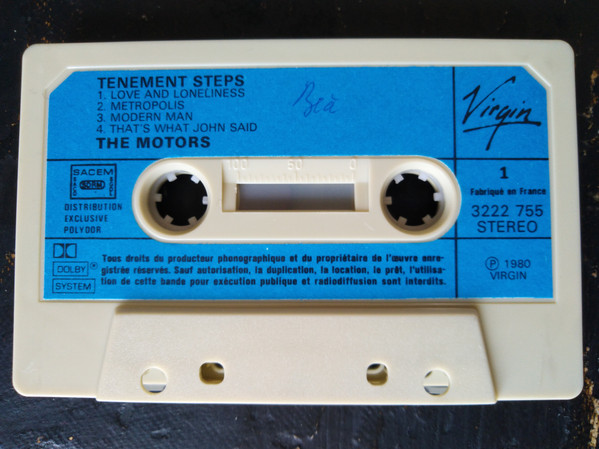 TENEMENT STEPS
1. LOVE AND LONELINESS
2. METROPOLIS
3. MODERN MAN
4. THAT'S WHAT JOHN SAID
THE MOTORS
Virgin
100 50 0
1
Fabriqué en France
3222 755
STEREO
SACEM
SDRM
DISTRIBUTION
EXCLUSIVE
POLYDOR
DOLBY
SYSTEM
Tous droits du producteur phonographique et du propriétaire de l'œuvre enre-
gistrée réservés. Sauf autorisation, la duplication, la location, le prêt, l'utilisa-
tion de cette bande pour exécution publique et radiodiffusion sont interdits.
Ⓟ 1980
VIRGIN